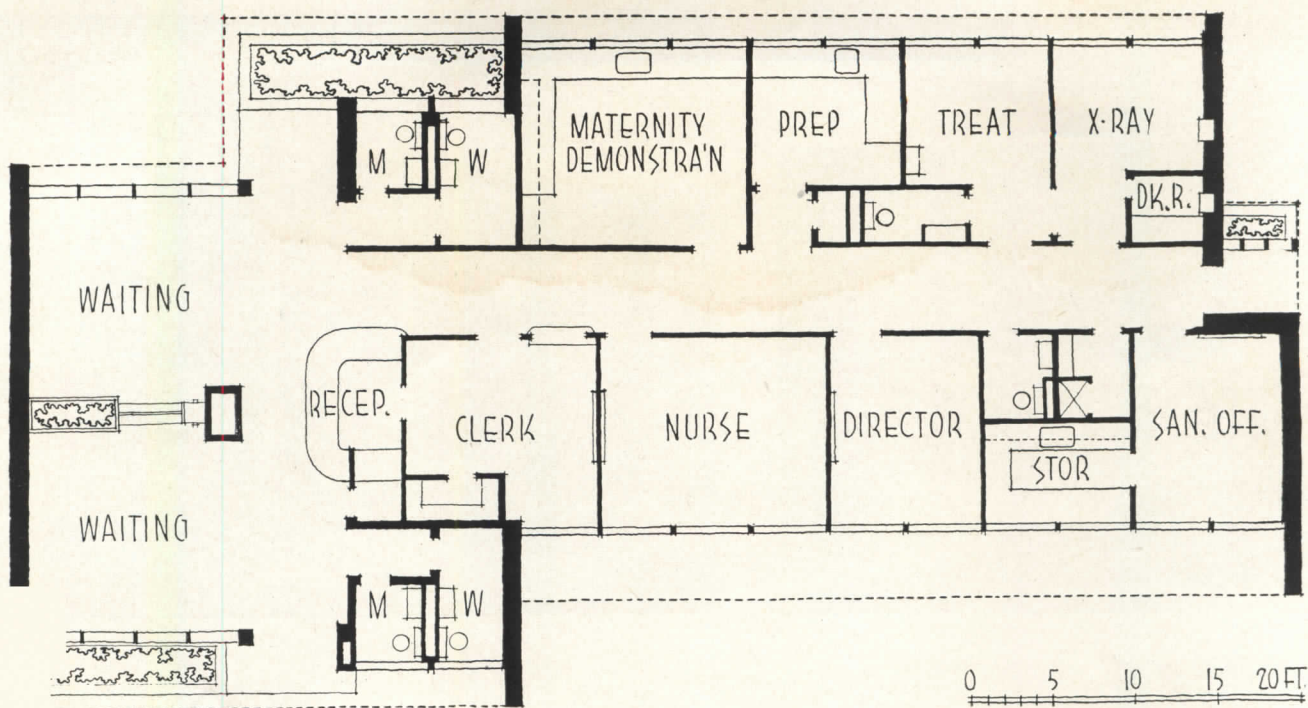 MATERNITY
DEMONSTRA'N
PREP
TREAT
X-RAY
M
W
DK.R.
WAITING
RECEP.
CLERK
NURSE
DIRECTOR
SAN. OFF.
STOR
WAITING
M
W
0 5 10 15 20 FT.